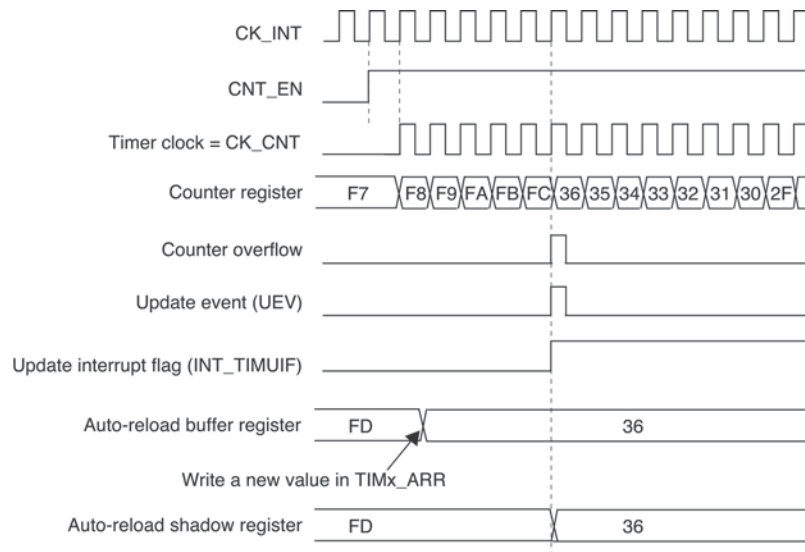 CK_INT
CNT_EN
Timer clock = CK_CNT
Counter register F7 F8 F9 FA FB FC 36 35 34 33 32 31 30 2F
Counter overflow
Update event (UEV)
Update interrupt flag (INT_TIMUIF)
Auto-reload buffer register FD 36
Write a new value in TIMx_ARR
Auto-reload shadow register FD 36